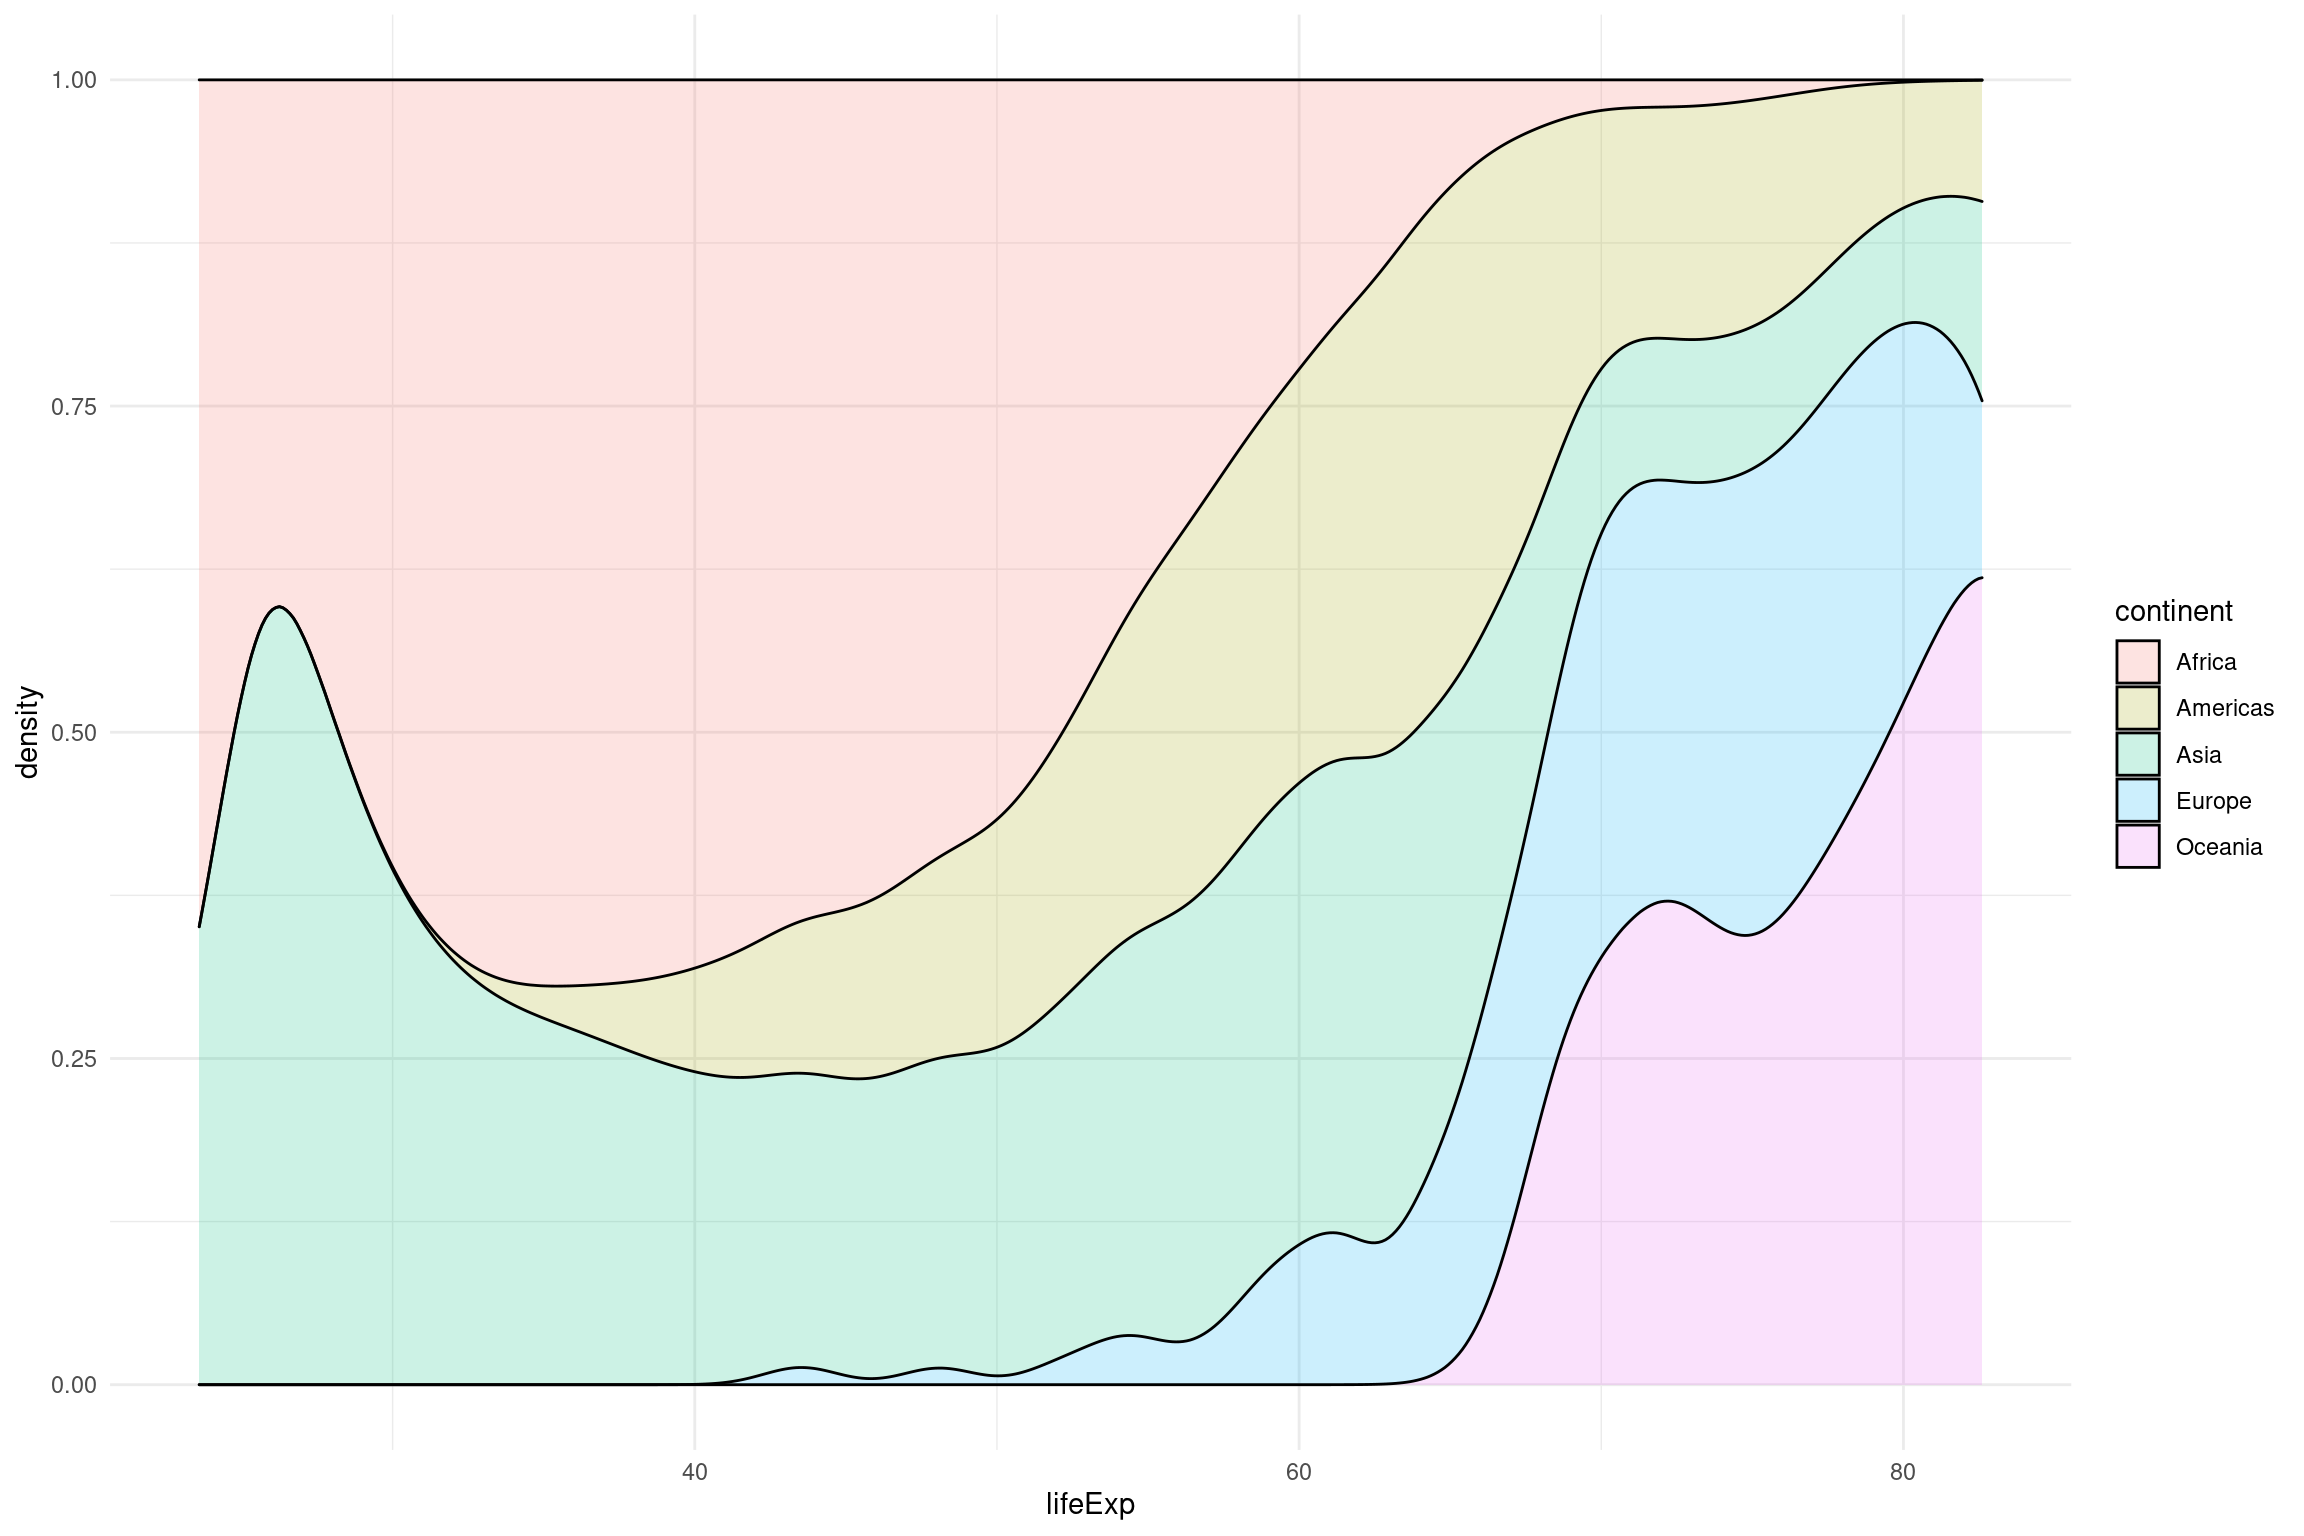 1.00
0.75
0.50
0.25
0.00
density
40
60
80
lifeExp
continent
Africa
Americas
Asia
Europe
Oceania